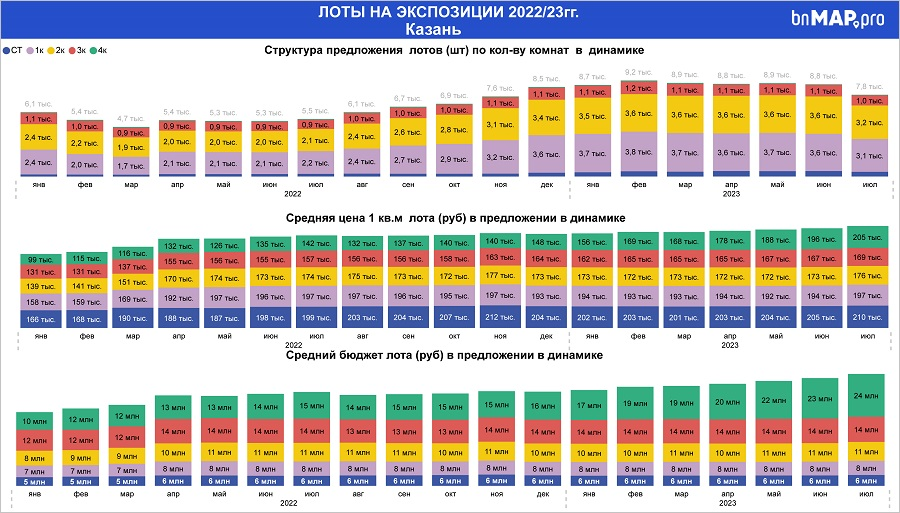 ЛОТЫ НА ЭКСПОЗИЦИИ 2022/23гг.
Казань
bnMAP.pro
Структура предложения лотов (шт) по кол-ву комнат в динамике
СТ 1к 2к 3к 4к
6,1 тыс. 5,4 тыс. 4,7 тыс. 5,4 тыс. 5,3 тыс. 5,3 тыс. 5,5 тыс. 6,1 тыс. 6,7 тыс. 6,9 тыс. 7,6 тыс. 8,5 тыс. 8,7 тыс. 9,2 тыс. 8,9 тыс. 8,8 тыс. 8,9 тыс. 8,8 тыс. 7,8 тыс.
1,1 тыс. 1,0 тыс. 0,9 тыс. 0,9 тыс. 0,9 тыс. 0,9 тыс. 0,9 тыс. 1,0 тыс. 1,0 тыс. 1,0 тыс. 1,1 тыс. 1,1 тыс. 1,1 тыс. 1,2 тыс. 1,1 тыс. 1,1 тыс. 1,1 тыс. 1,1 тыс. 1,0 тыс.
2,4 тыс. 2,2 тыс. 1,9 тыс. 2,0 тыс. 2,0 тыс. 2,0 тыс. 2,1 тыс. 2,4 тыс. 2,6 тыс. 2,8 тыс. 3,1 тыс. 3,4 тыс. 3,5 тыс. 3,6 тыс. 3,6 тыс. 3,6 тыс. 3,6 тыс. 3,6 тыс. 3,2 тыс.
2,4 тыс. 2,0 тыс. 1,7 тыс. 2,1 тыс. 2,1 тыс. 2,1 тыс. 2,2 тыс. 2,4 тыс. 2,7 тыс. 2,9 тыс. 3,2 тыс. 3,6 тыс. 3,7 тыс. 3,8 тыс. 3,7 тыс. 3,6 тыс. 3,7 тыс. 3,7 тыс. 3,1 тыс.
янв фев мар апр май июн июл авг сен окт ноя дек янв фев мар апр май июн июл
2022 2023
Средняя цена 1 кв.м лота (руб) в предложении в динамике
99 тыс. 115 тыс. 116 тыс. 132 тыс. 126 тыс. 135 тыс. 142 тыс. 132 тыс. 137 тыс. 140 тыс. 140 тыс. 148 тыс. 156 тыс. 169 тыс. 168 тыс. 178 тыс. 188 тыс. 196 тыс. 205 тыс.
131 тыс. 131 тыс. 137 тыс. 155 тыс. 156 тыс. 155 тыс. 157 тыс. 156 тыс. 156 тыс. 158 тыс. 163 тыс. 164 тыс. 162 тыс. 165 тыс. 165 тыс. 165 тыс. 167 тыс. 167 тыс. 169 тыс.
139 тыс. 141 тыс. 151 тыс. 170 тыс. 174 тыс. 173 тыс. 174 тыс. 175 тыс. 173 тыс. 172 тыс. 177 тыс. 173 тыс. 173 тыс. 172 тыс. 173 тыс. 172 тыс. 172 тыс. 173 тыс. 176 тыс.
158 тыс. 159 тыс. 169 тыс. 192 тыс. 197 тыс. 196 тыс. 197 тыс. 197 тыс. 196 тыс. 195 тыс. 197 тыс. 193 тыс. 194 тыс. 193 тыс. 193 тыс. 194 тыс. 192 тыс. 194 тыс. 197 тыс.
166 тыс. 168 тыс. 190 тыс. 188 тыс. 187 тыс. 198 тыс. 199 тыс. 203 тыс. 204 тыс. 207 тыс. 212 тыс. 204 тыс. 202 тыс. 203 тыс. 201 тыс. 203 тыс. 204 тыс. 205 тыс. 210 тыс.
янв фев мар апр май июн июл авг сен окт ноя дек янв фев мар апр май июн июл
2022 2023
Средний бюджет лота (руб) в предложении в динамике
10 млн 12 млн 12 млн 13 млн 13 млн 14 млн 15 млн 14 млн 14 млн 15 млн 15 млн 16 млн 17 млн 19 млн 19 млн 20 млн 22 млн 23 млн 24 млн
12 млн 12 млн 12 млн 14 млн 14 млн 14 млн 14 млн 13 млн 13 млн 14 млн 14 млн 14 млн 14 млн 14 млн 14 млн 14 млн 14 млн 14 млн 14 млн
8 млн 9 млн 9 млн 10 млн 11 млн 11 млн 11 млн 11 млн 10 млн 10 млн 11 млн 10 млн 10 млн 10 млн 10 млн 10 млн 10 млн 11 млн 11 млн
7 млн 7 млн 7 млн 8 млн 8 млн 8 млн 8 млн 8 млн 8 млн 8 млн 8 млн 8 млн 8 млн 8 млн 8 млн 8 млн 8 млн 8 млн 8 млн
5 млн 5 млн 5 млн 6 млн 6 млн 6 млн 6 млн 6 млн 6 млн 6 млн 6 млн 6 млн 6 млн 6 млн 6 млн 6 млн 6 млн 6 млн 6 млн
янв фев мар апр май июн июл авг сен окт ноя дек янв фев мар апр май июн июл
2022 2023